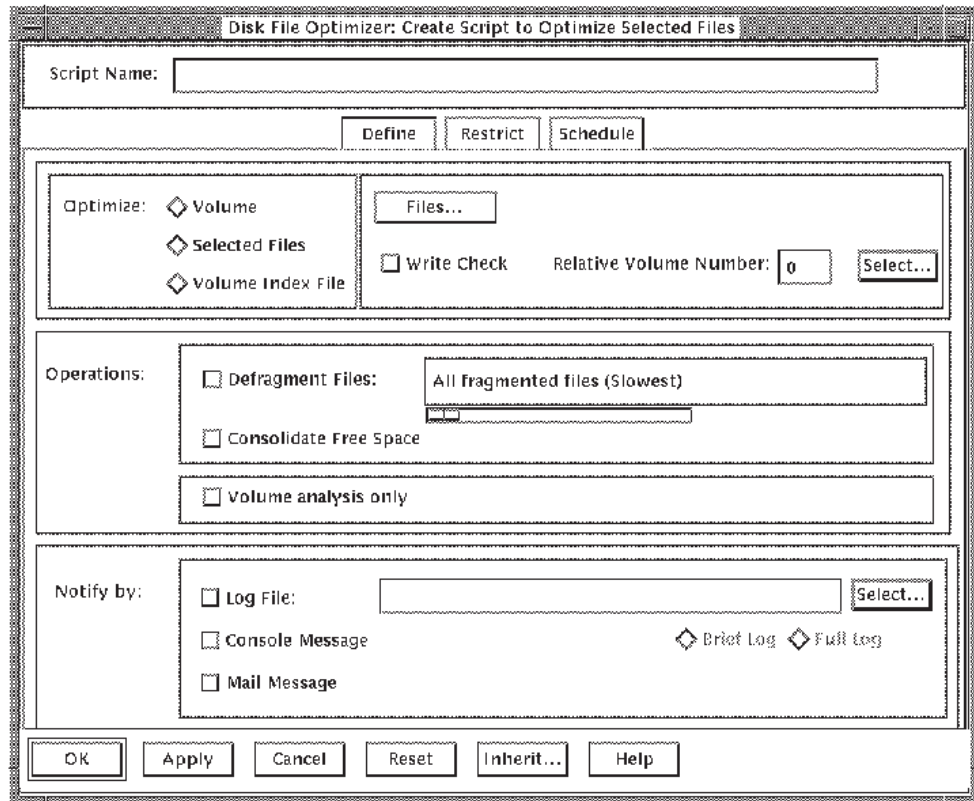 Disk File Optimizer: Create Script to Optimize Selected Files
Script Name:
Define Restrict Schedule
Optimize: Volume
Selected Files
Volume Index File
Files...
Write Check Relative Volume Number: 0 Select...
Operations: Defragment Files: All fragmented files (Slowest)
Consolidate Free Space
Volume analysis only
Notify by: Log File: Select...
Console Message Brief Log Full Log
Mail Message
OK Apply Cancel Reset Inherit... Help